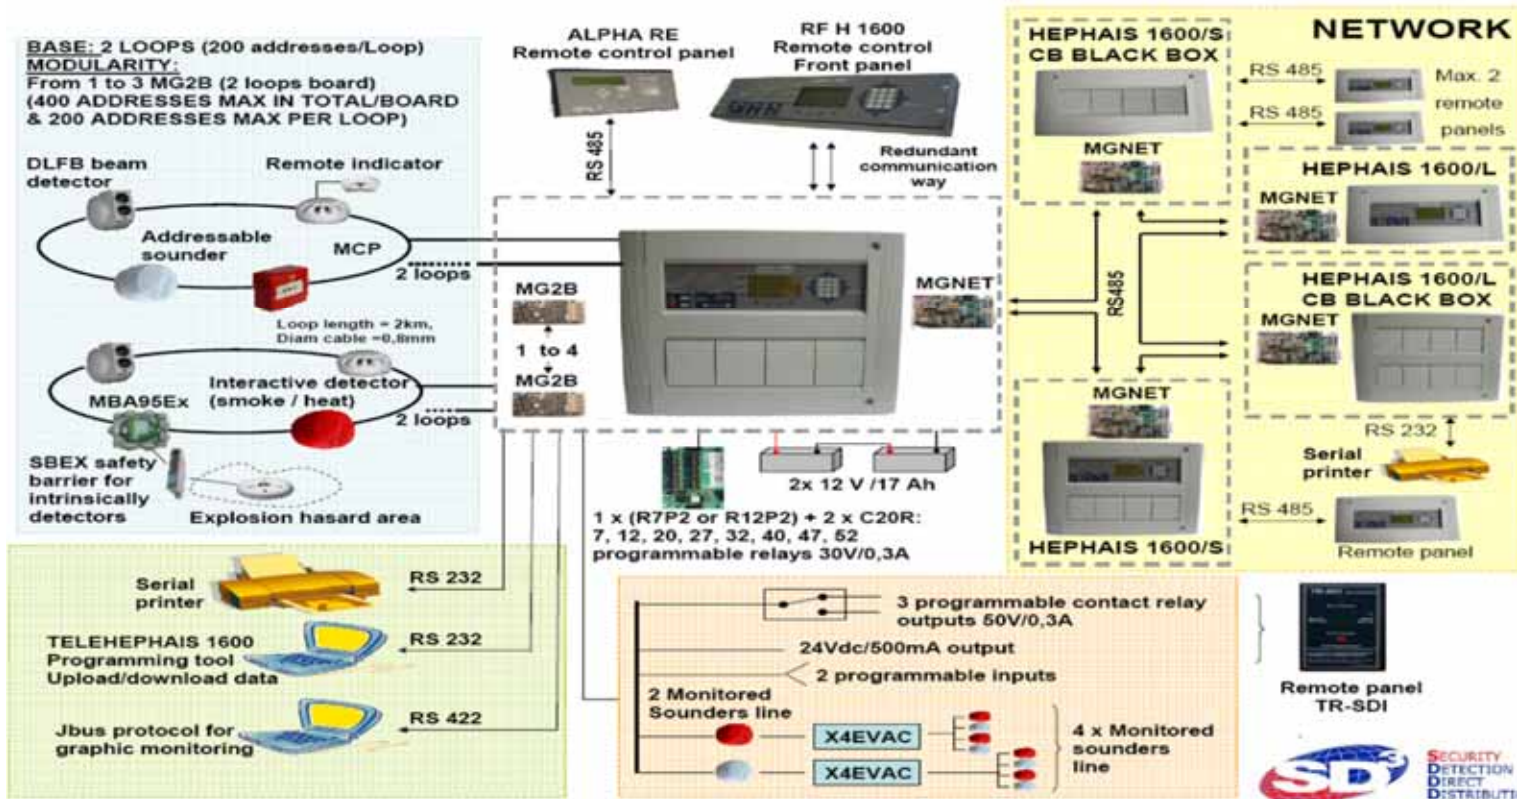 BASE: 2 LOOPS (200 addresses/Loop)
MODULARITY:
From 1 to 3 MG2B (2 loops board)
(400 ADDRESSES MAX IN TOTAL/BOARD
& 200 ADDRESSES MAX PER LOOP)
DLFB beam
detector
Remote indicator
Addressable
sounder
MCP
2 loops
Loop length = 2km,
Diam cable =0,8mm
Interactive detector
(smoke / heat)
MBA95Ex
2 loops
SBEX safety
barrier for
intrinsically
detectors
Explosion hasard area
ALPHA RE
Remote control panel
RS 485
RF H 1600
Remote control
Front panel
Redundant
communication
way
MG2B
1 to 4
MG2B
MGNET
2x 12 V /17 Ah
1 x (R7P2 or R12P2) + 2 x C20R:
7, 12, 20, 27, 32, 40, 47, 52
programmable relays 30V/0,3A
NETWORK
HEPHAIS 1600/S
CB BLACK BOX
RS 485
RS 485
Max. 2
remote
panels
MGNET
HEPHAIS 1600/L
MGNET
RS485
HEPHAIS 1600/L
CB BLACK BOX
MGNET
MGNET
RS 232
Serial
printer
RS 485
Remote panel
HEPHAIS 1600/S
Serial
printer
RS 232
TELEHEPHAIS 1600
Programming tool
Upload/download data
RS 232
Jbus protocol for
graphic monitoring
RS 422
3 programmable contact relay
outputs 50V/0,3A
24Vdc/500mA output
2 programmable inputs
2 Monitored
Sounders line
X4EVAC
X4EVAC
4 x Monitored
sounders
line
Remote panel
TR-SDI
SD3
SECURITY
DETECTION
DIRECT
DISTRIBUTI